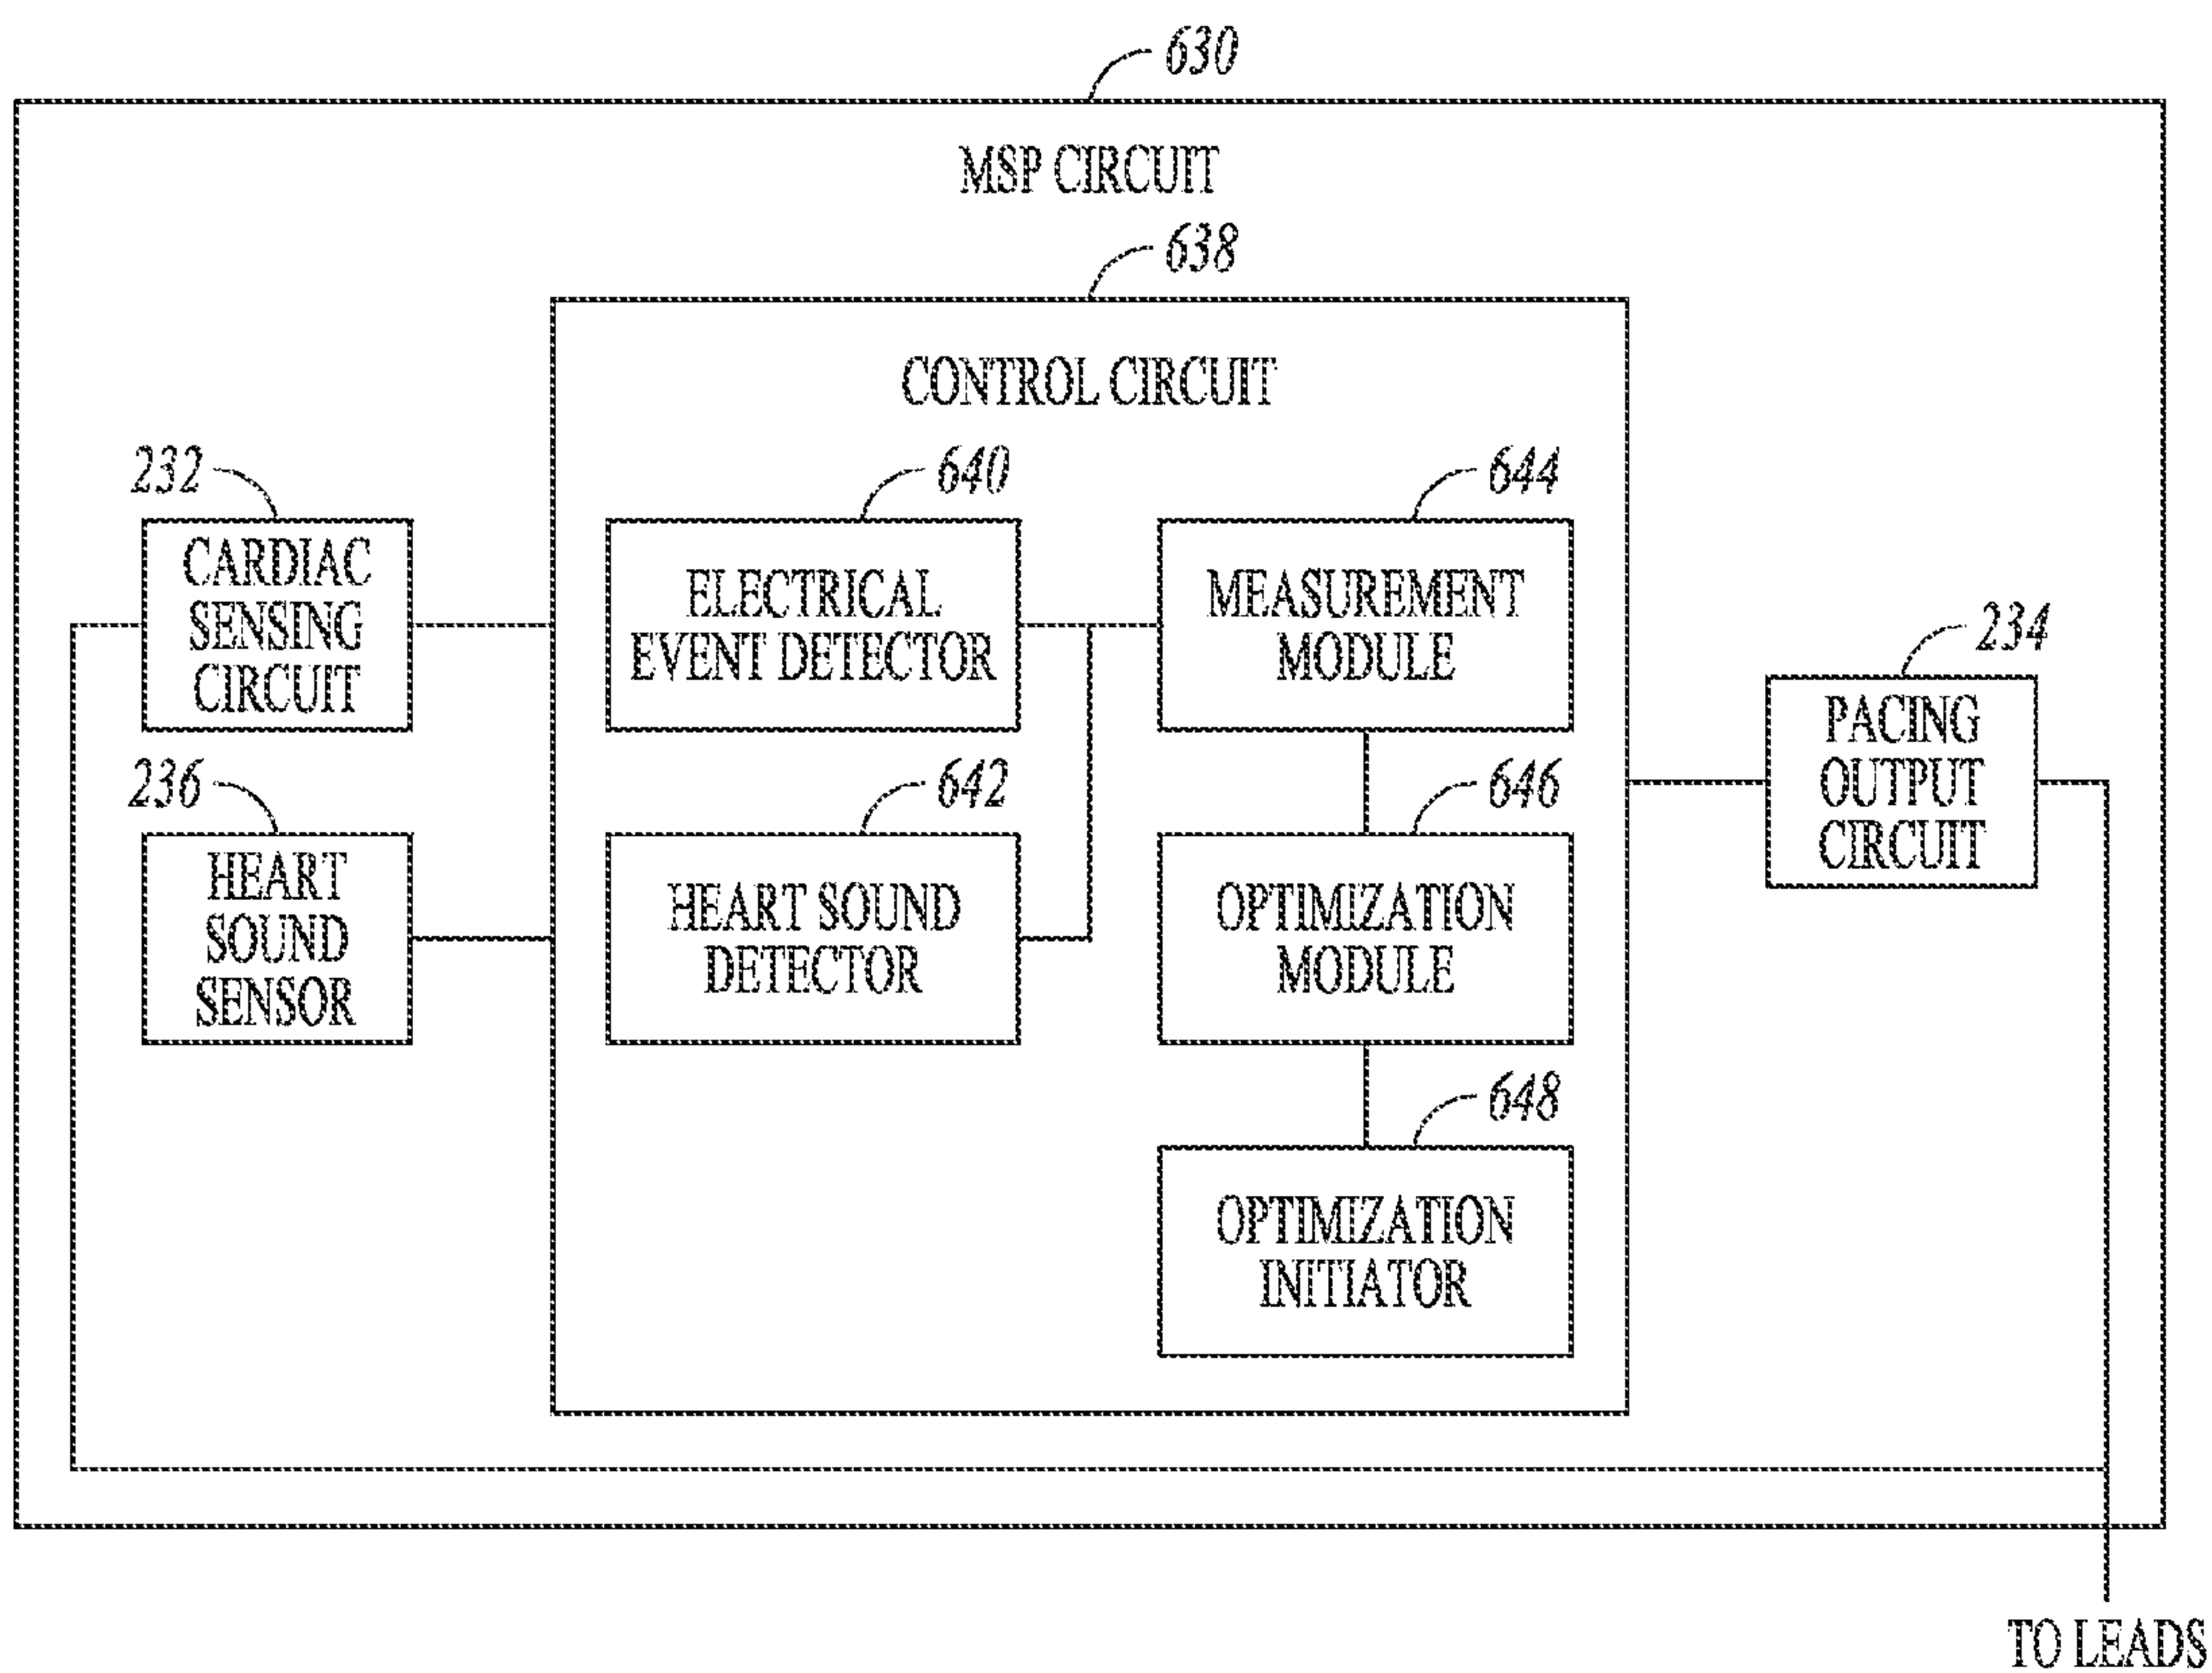 630
MSP CIRCUIT
638
CONTROL CIRCUIT
232
CARDIAC
SENSING
CIRCUIT
640
ELECTRICAL
EVENT DETECTOR
644
MEASUREMENT
MODULE
234
PACING
OUTPUT
CIRCUIT
236
HEART
SOUND
SENSOR
642
HEART SOUND
DETECTOR
646
OPTIMIZATION
MODULE
648
OPTIMIZATION
INITIATOR
TO LEADS